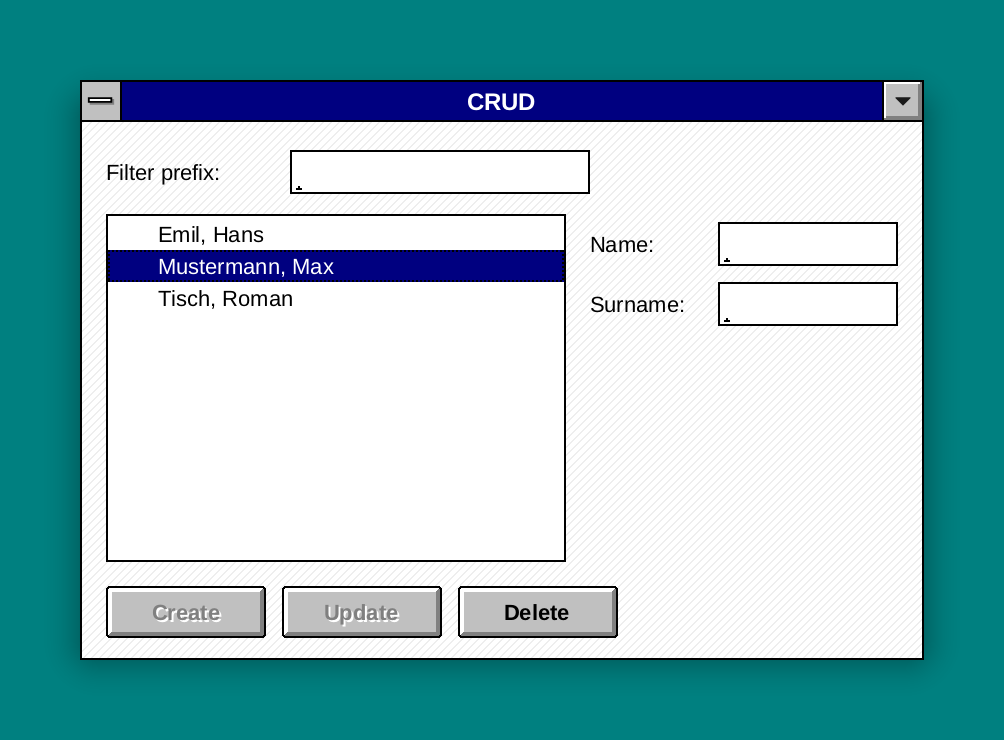 CRUD
Filter prefix:
Emil, Hans
Mustermann, Max
Tisch, Roman
Name:
Surname:
Create
Update
Delete